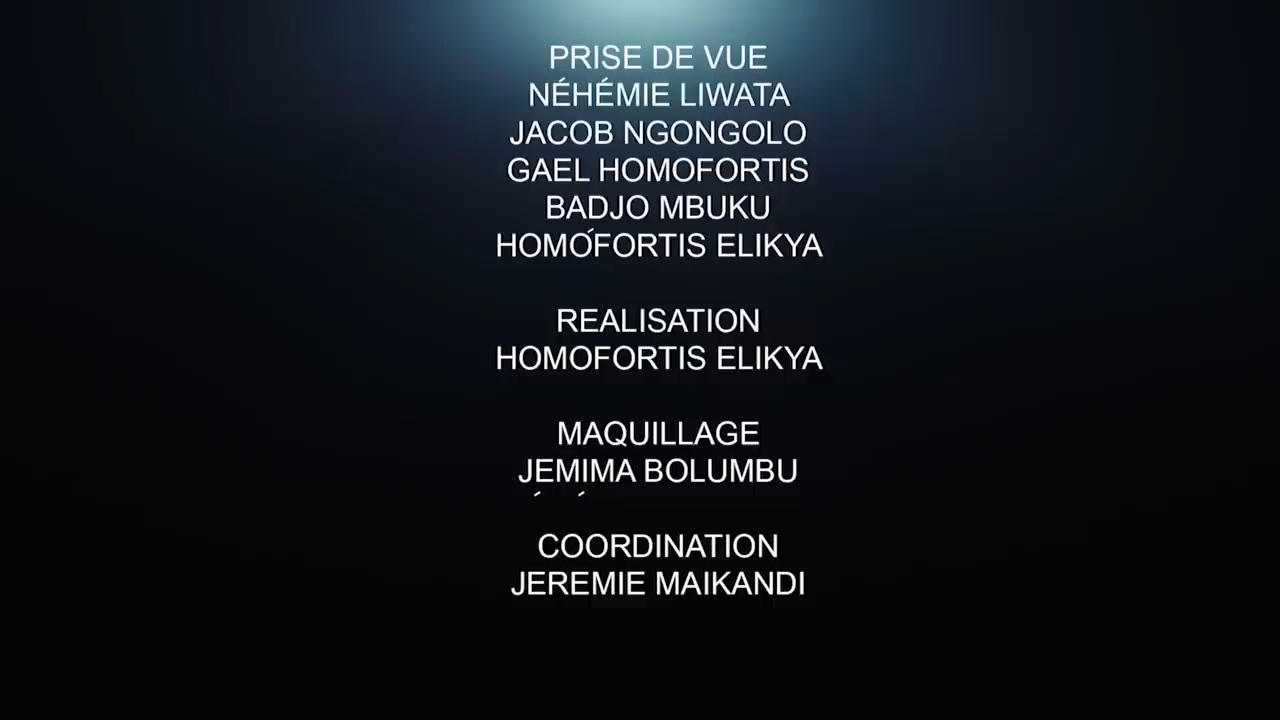 PRISE DE VUE
NÉHÉMIE LIWATA
JACOB NGONGOLO
GAEL HOMOFORTIS
BADJO MBUKU
HOMOFORTIS ELIKYA
REALISATION
HOMOFORTIS ELIKYA
MAQUILLAGE
JEMIMA BOLUMBU
COORDINATION
JEREMIE MAIKANDI